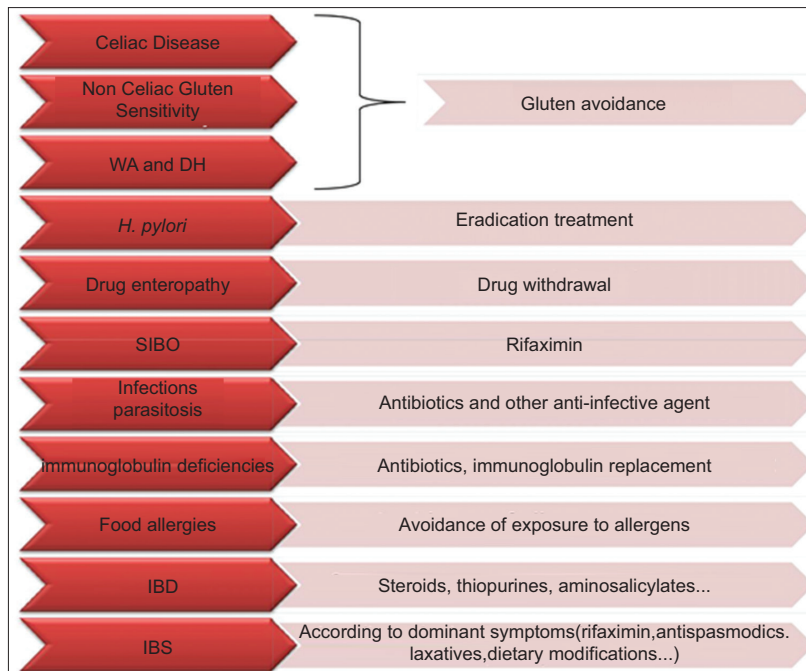 Celiac Disease
Non Celiac Gluten
Sensitivity
WA and DH
Gluten avoidance
H. pylori
Eradication treatment
Drug enteropathy
Drug withdrawal
SIBO
Rifaximin
Infections
parasitosis
Antibiotics and other anti-infective agent
immunoglobulin deficiencies
Antibiotics, immunoglobulin replacement
Food allergies
Avoidance of exposure to allergens
IBD
Steroids, thiopurines, aminosalicylates...
IBS
According to dominant symptoms(rifaximin,antispasmodics.
laxatives,dietary modifications...)